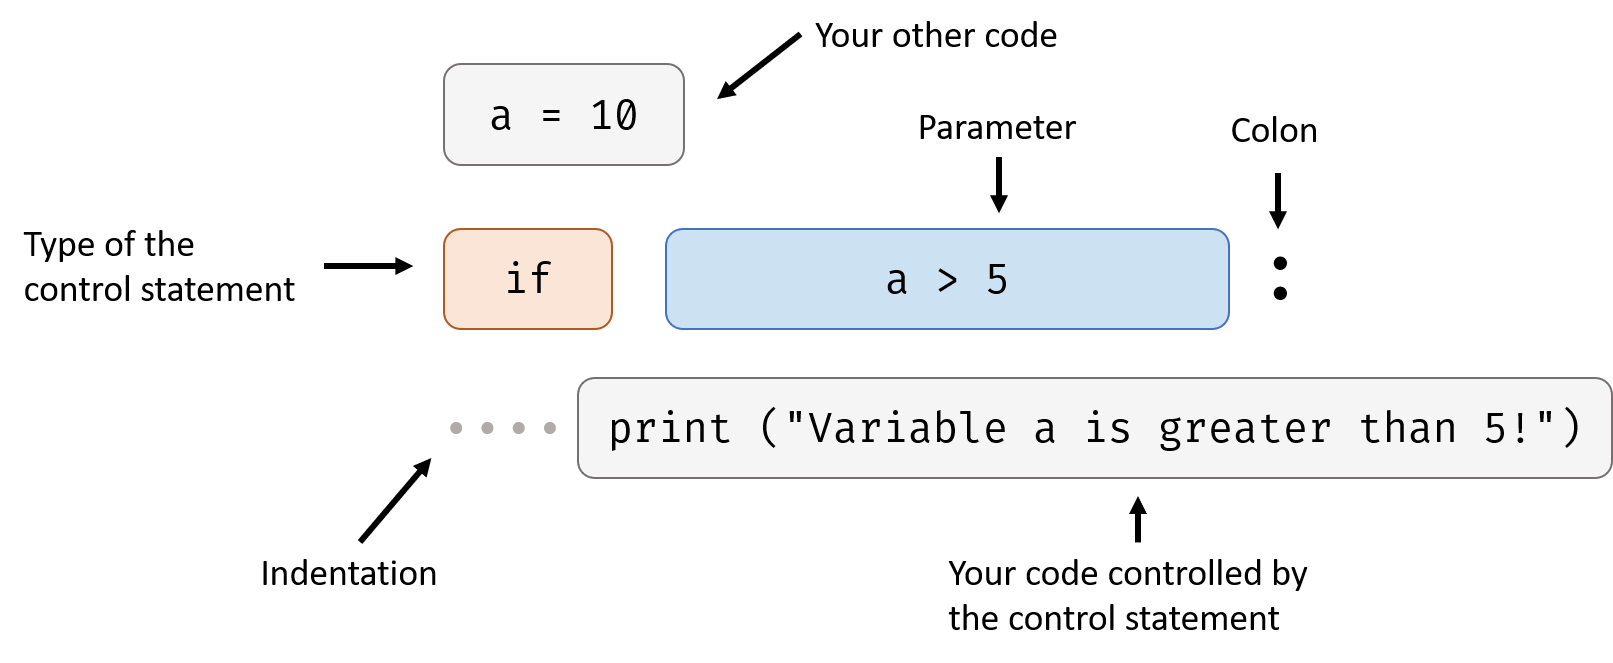 Your other code
a = 10
Parameter
Colon
Type of the
control statement
if
a > 5
:
print ("Variable a is greater than 5!")
Indentation
Your code controlled by
the control statement